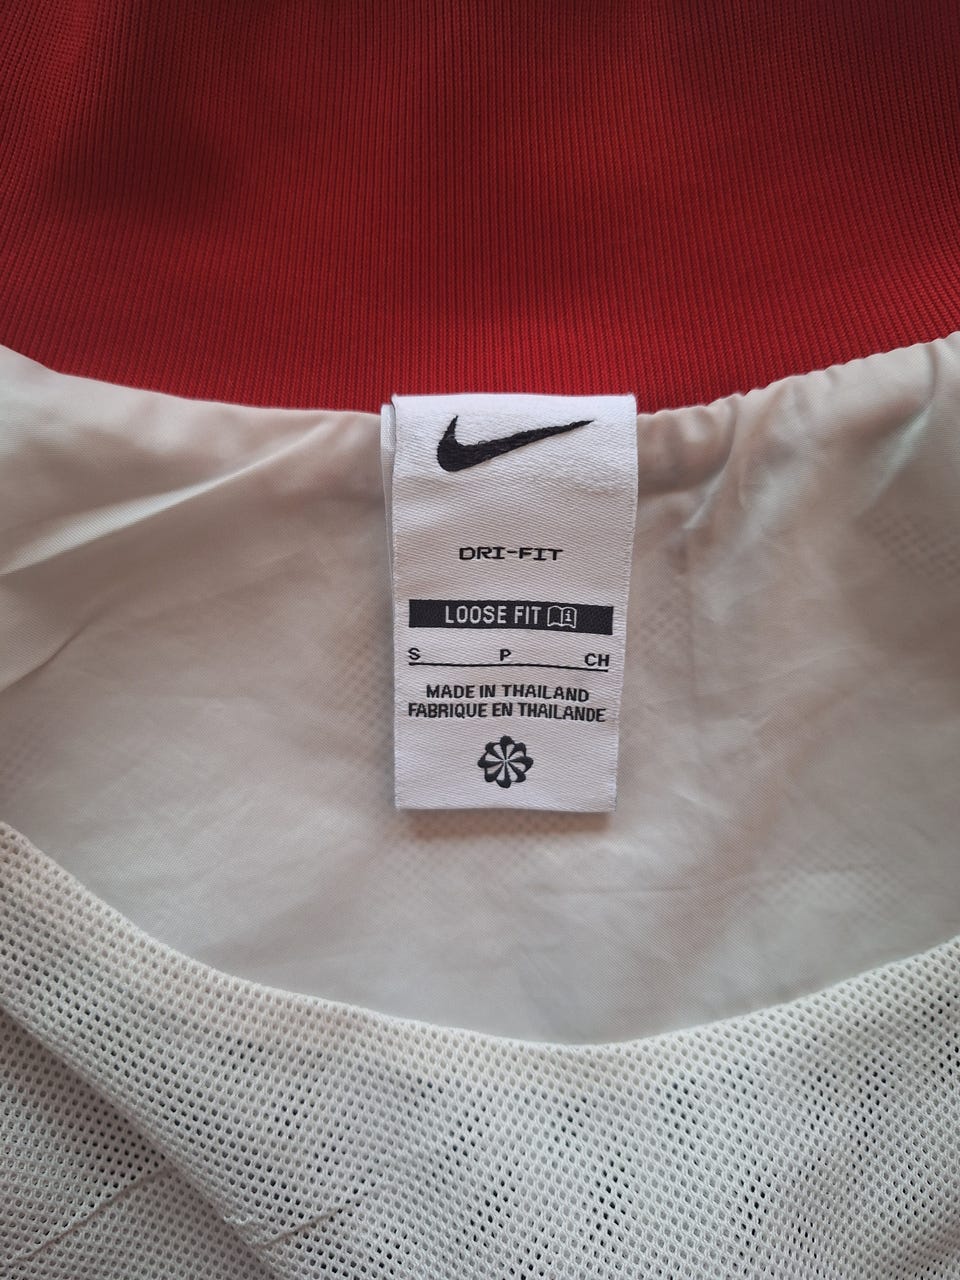 DRI-FIT
LOOSE FIT
S P CH
MADE IN THAILAND
FABRIQUE EN THAILANDE